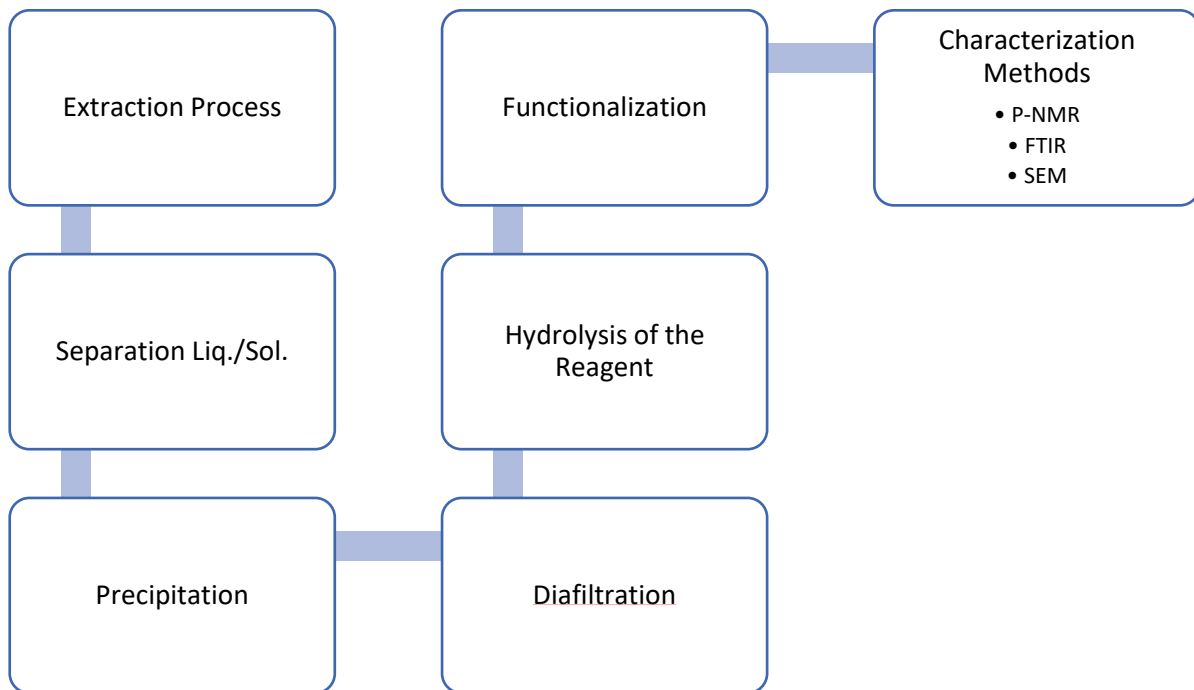 Extraction Process
Separation Liq./Sol.
Precipitation
Diafiltration
Hydrolysis of the
Reagent
Functionalization
Characterization
Methods
• P-NMR
• FTIR
• SEM